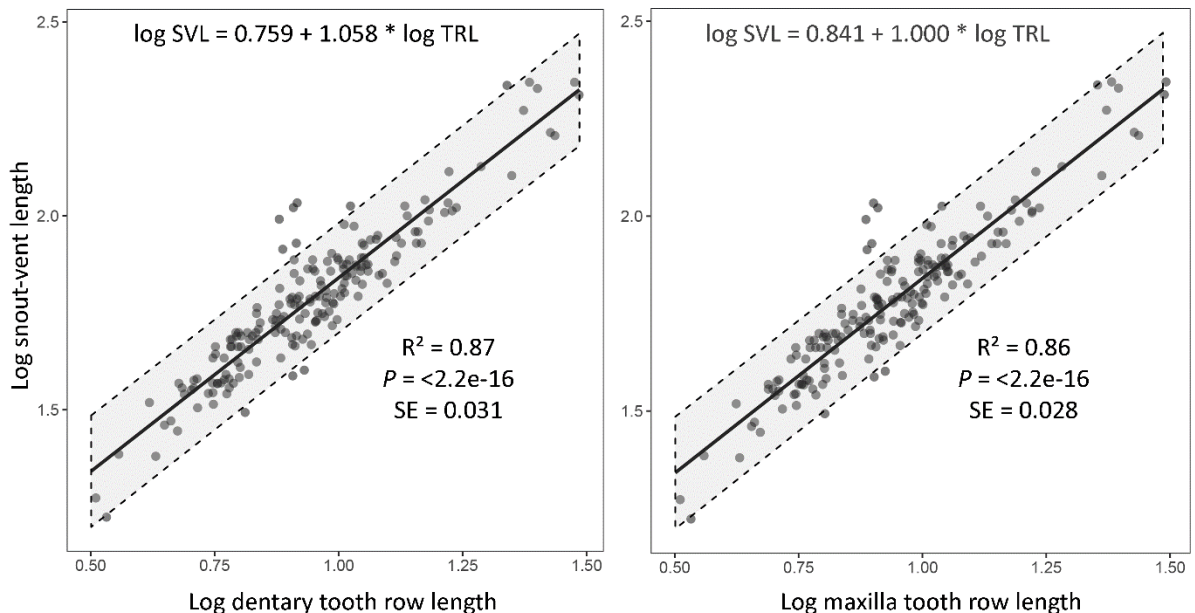 log SVL = 0.759 + 1.058 * log TRL
2.5
2.0
1.5
Log snout-vent length
R² = 0.87
P = <2.2e-16
SE = 0.031
0.50 0.75 1.00 1.25 1.50
Log dentary tooth row length
log SVL = 0.841 + 1.000 * log TRL
2.5
2.0
1.5
R² = 0.86
P = <2.2e-16
SE = 0.028
0.50 0.75 1.00 1.25 1.50
Log maxilla tooth row length